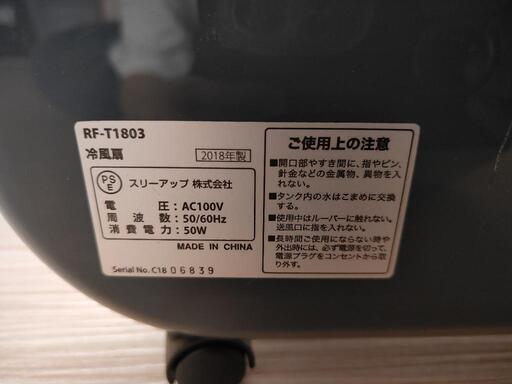 RF-T1803
冷風扇
2018年製
PS
E
スリーアップ 株式会社
電圧:AC100V
周波数:50/60Hz
消費電力:50W
MADE IN CHINA
Serial No. C18 06839
ご使用上の注意
■開口部やすき間に、指やピン、
針金などの金属物、異物を入
れない。
■タンク内の水はこまめに交換
する。
■使用中はルーバーに触れない。
送風口に指を入れない。
■長時間ご使用にならない時や
外出時には、必ず電源を切って、
電源プラグをコンセントから取
り外す。